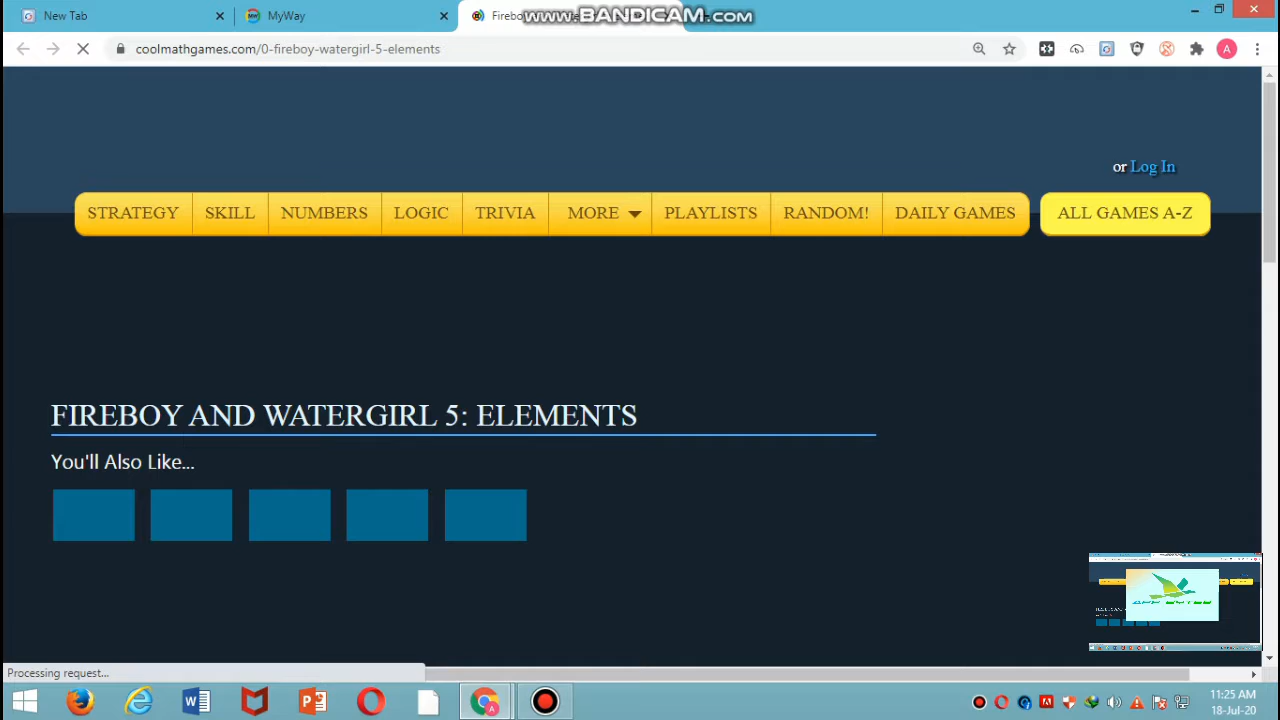 New Tab
MyWay
www.BANDICAM.com
coolmathgames.com/0-fireboy-watergirl-5-elements
A
or Log In
STRATEGY SKILL NUMBERS LOGIC TRIVIA MORE PLAYLISTS RANDOM! DAILY GAMES ALL GAMES A-Z
FIREBOY AND WATERGIRL 5: ELEMENTS
You'll Also Like...
Processing request...
11:25 AM
18-Jul-20